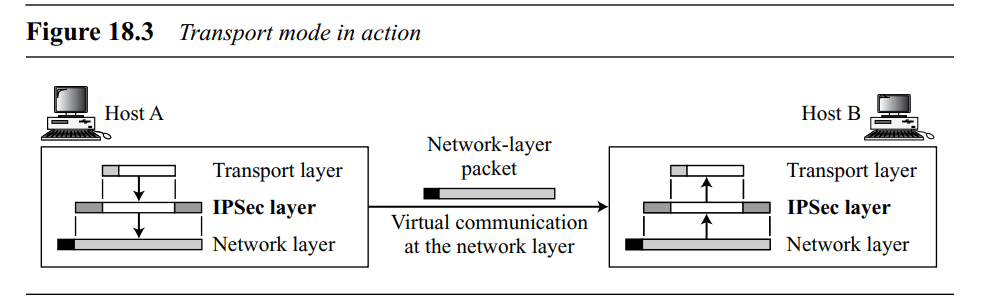 Figure 18.3 Transport mode in action
Host A
Host B
Transport layer
IPSec layer
Network layer
Network-layer
packet
Virtual communication
at the network layer
Transport layer
IPSec layer
Network layer